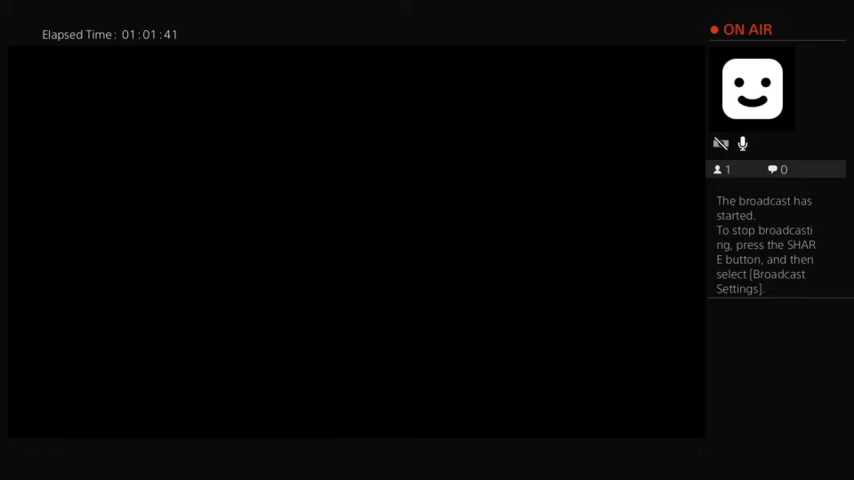 Elapsed Time: 01:01:41
ON AIR
1 0
The broadcast has
started.
To stop broadcasti
ng, press the SHAR
E button, and then
select [Broadcast
Settings].